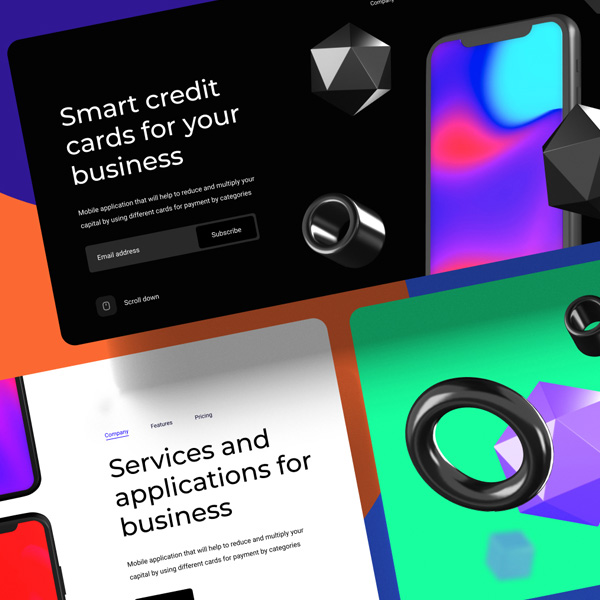 Company
Smart credit
cards for your
business
Mobile application that will help to reduce and multiply your
capital by using different cards for payment by categories
Email address
Subscribe
Scroll down
Company Features Pricing
Services and
applications for
business
Mobile application that will help to reduce and multiply your
capital by using different cards for payment by categories